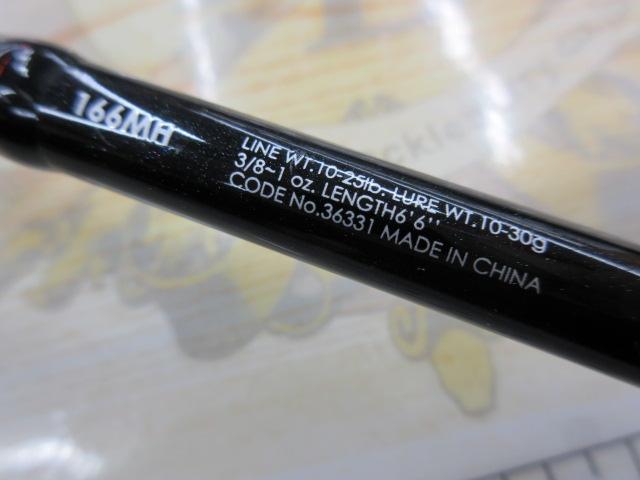 166MH
LINE WT.10-25lb. LURE WT.10-30g
3/8~1 oz. LENGTH6'6"
CODE No.36331 MADE IN CHINA